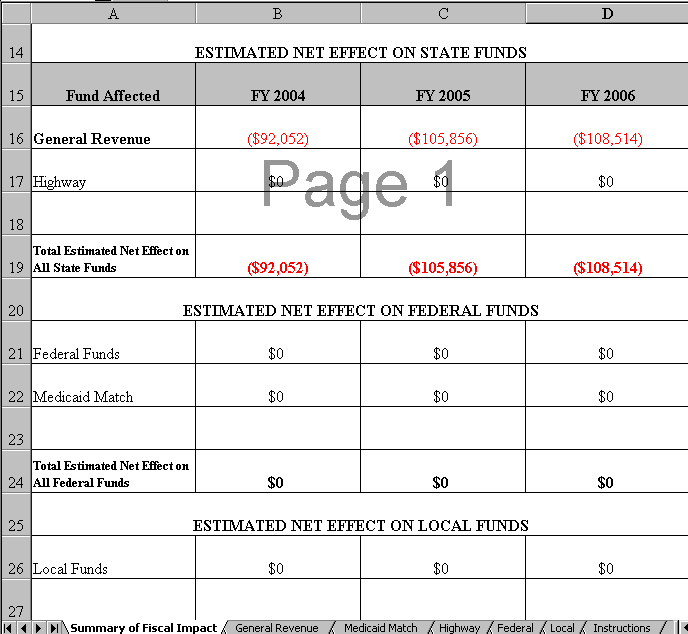 A B C D
14 ESTIMATED NET EFFECT ON STATE FUNDS
15 Fund Affected FY 2004 FY 2005 FY 2006
16 General Revenue ($92,052) ($105,856) ($108,514)
17 Highway $0 $0 $0
Page 1
18
Total Estimated Net Effect on
19 All State Funds ($92,052) ($105,856) ($108,514)
20 ESTIMATED NET EFFECT ON FEDERAL FUNDS
21 Federal Funds $0 $0 $0
22 Medicaid Match $0 $0 $0
23
Total Estimated Net Effect on
24 All Federal Funds $0 $0 $0
25 ESTIMATED NET EFFECT ON LOCAL FUNDS
26 Local Funds $0 $0 $0
27
Summary of Fiscal Impact General Revenue Medicaid Match Highway Federal Local Instructions